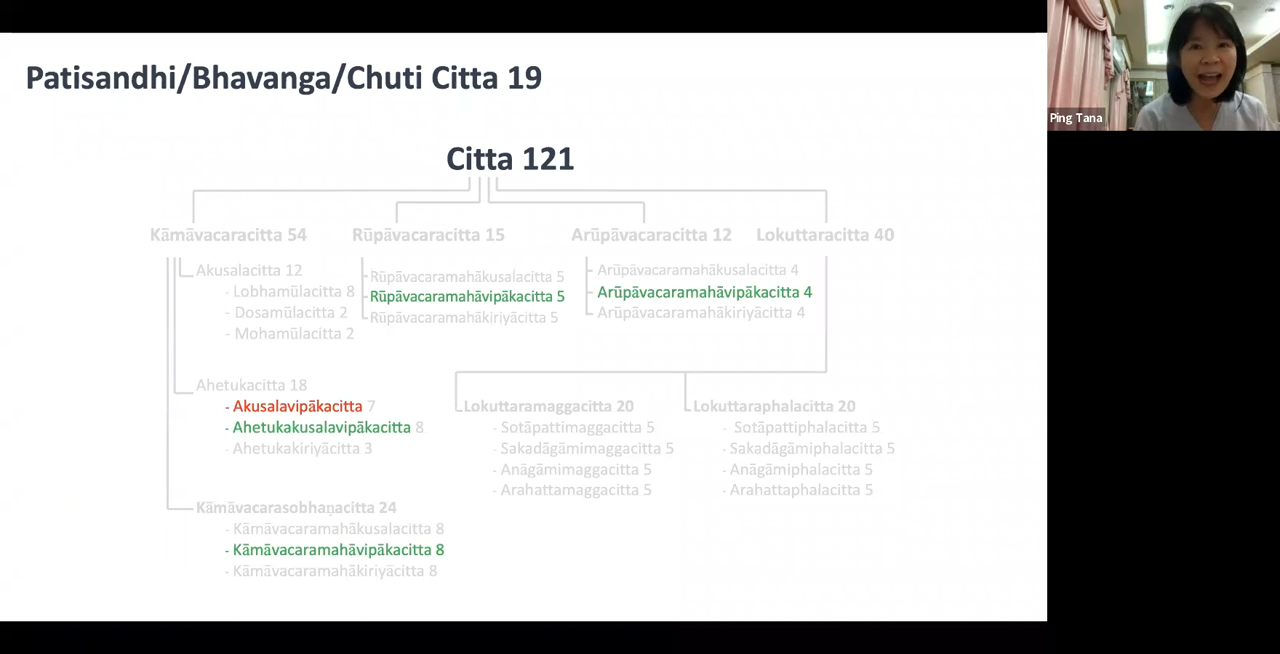 Patisandhi/Bhavanga/Chuti Citta 19
Citta 121
Kāmāvacaracitta 54
Akusalacitta 12
- Lobhamūlacitta 8
- Dosamūlacitta 2
- Mohamūlacitta 2
Ahetukacitta 18
- Akusalavipākacitta 7
- Ahetukakusalavipākacitta 8
- Ahetukakiriyācitta 3
Kāmāvacarasobhaṇacitta 24
- Kāmāvacaramahākusalacitta 8
- Kāmāvacaramahāvipākacitta 8
- Kāmāvacaramahākiriyācitta 8
Rūpāvacaracitta 15
Rūpāvacaramahākusalacitta 5
Rūpāvacaramahāvipākacitta 5
Rūpāvacaramahākiriyācitta 5
Arūpāvacaracitta 12
Arūpāvacaramahākusalacitta 4
Arūpāvacaramahāvipākacitta 4
Arūpāvacaramahākiriyācitta 4
Lokuttaracitta 40
Lokuttaramaggacitta 20
- Sotāpattimaggacitta 5
- Sakadāgāmimaggacitta 5
- Anāgāmimaggacitta 5
- Arahattamaggacitta 5
Lokuttaraphalacitta 20
- Sotāpattiphalacitta 5
- Sakadāgāmiphalacitta 5
- Anāgāmiphalacitta 5
- Arahattaphalacitta 5
Ping Tana